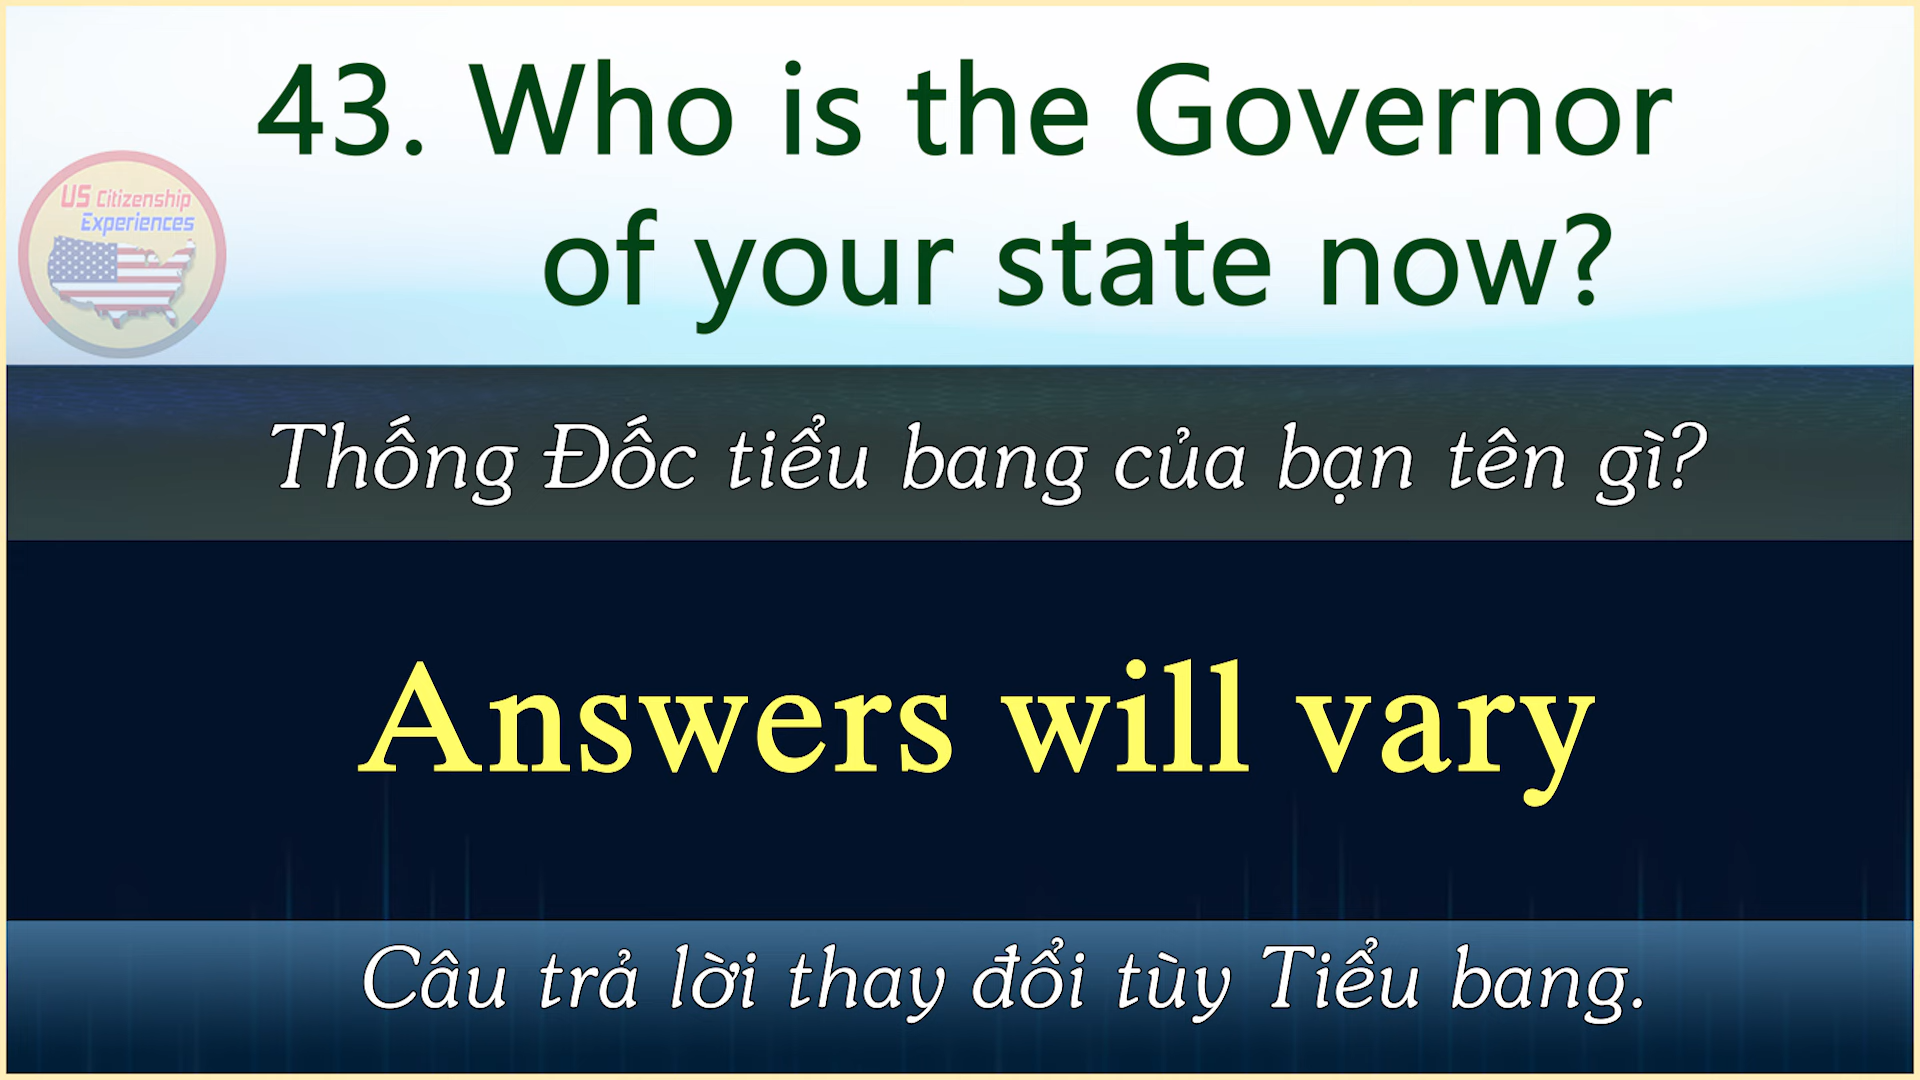 43. Who is the Governor
of your state now?
US Citizenship
Experiences
Thống Đốc tiểu bang của bạn tên gì?
Answers will vary
Câu trả lời thay đổi tùy Tiểu bang.